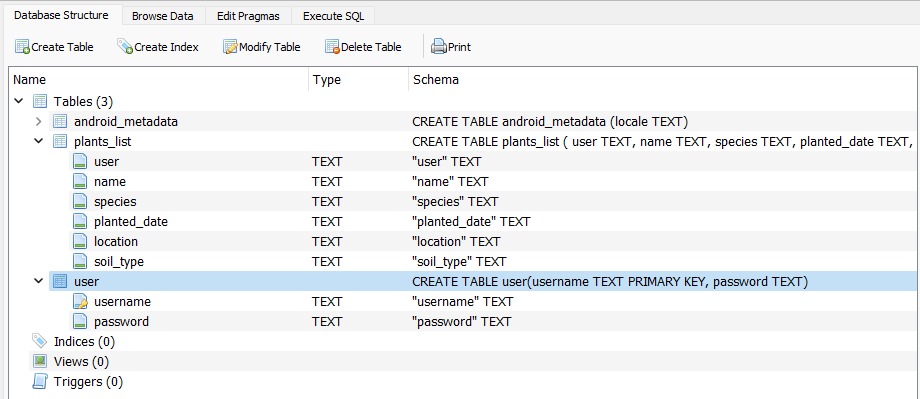 Database Structure Browse Data Edit Pragmas Execute SQL
Create Table Create Index Modify Table Delete Table Print
Name Type Schema
Tables (3)
android_metadata CREATE TABLE android_metadata (locale TEXT)
plants_list CREATE TABLE plants_list ( user TEXT, name TEXT, species TEXT, planted_date TEXT,
user TEXT "user" TEXT
name TEXT "name" TEXT
species TEXT "species" TEXT
planted_date TEXT "planted_date" TEXT
location TEXT "location" TEXT
soil_type TEXT "soil_type" TEXT
user CREATE TABLE user(username TEXT PRIMARY KEY, password TEXT)
username TEXT "username" TEXT
password TEXT "password" TEXT
Indices (0)
Views (0)
Triggers (0)